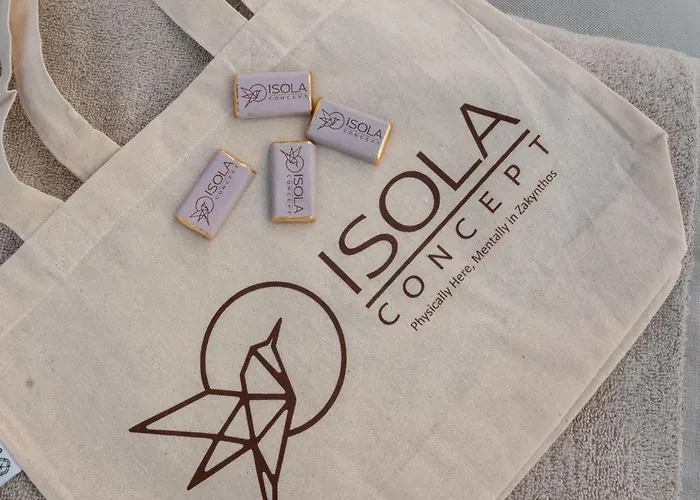 ISOLA
CONCEPT
ISOLA
CONCEPT
ISOLA
CONCEPT
ISOLA
CONCEPT
ISOLA
CONCEPT
Physically Here, Mentally in Zakynthos